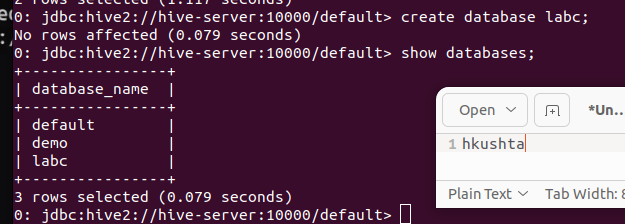 2 rows selected (1.117 seconds)
0: jdbc:hive2://hive-server:10000/default> create database labc;
No rows affected (0.079 seconds)
0: jdbc:hive2://hive-server:10000/default> show databases;
+----------------+
| database_name  |
+----------------+
| default        |
| demo           |
| labc           |
+----------------+
3 rows selected (0.079 seconds)
0: jdbc:hive2://hive-server:10000/default>
Open
*Un...
1 hkushta
Plain Text
Tab Width: 8